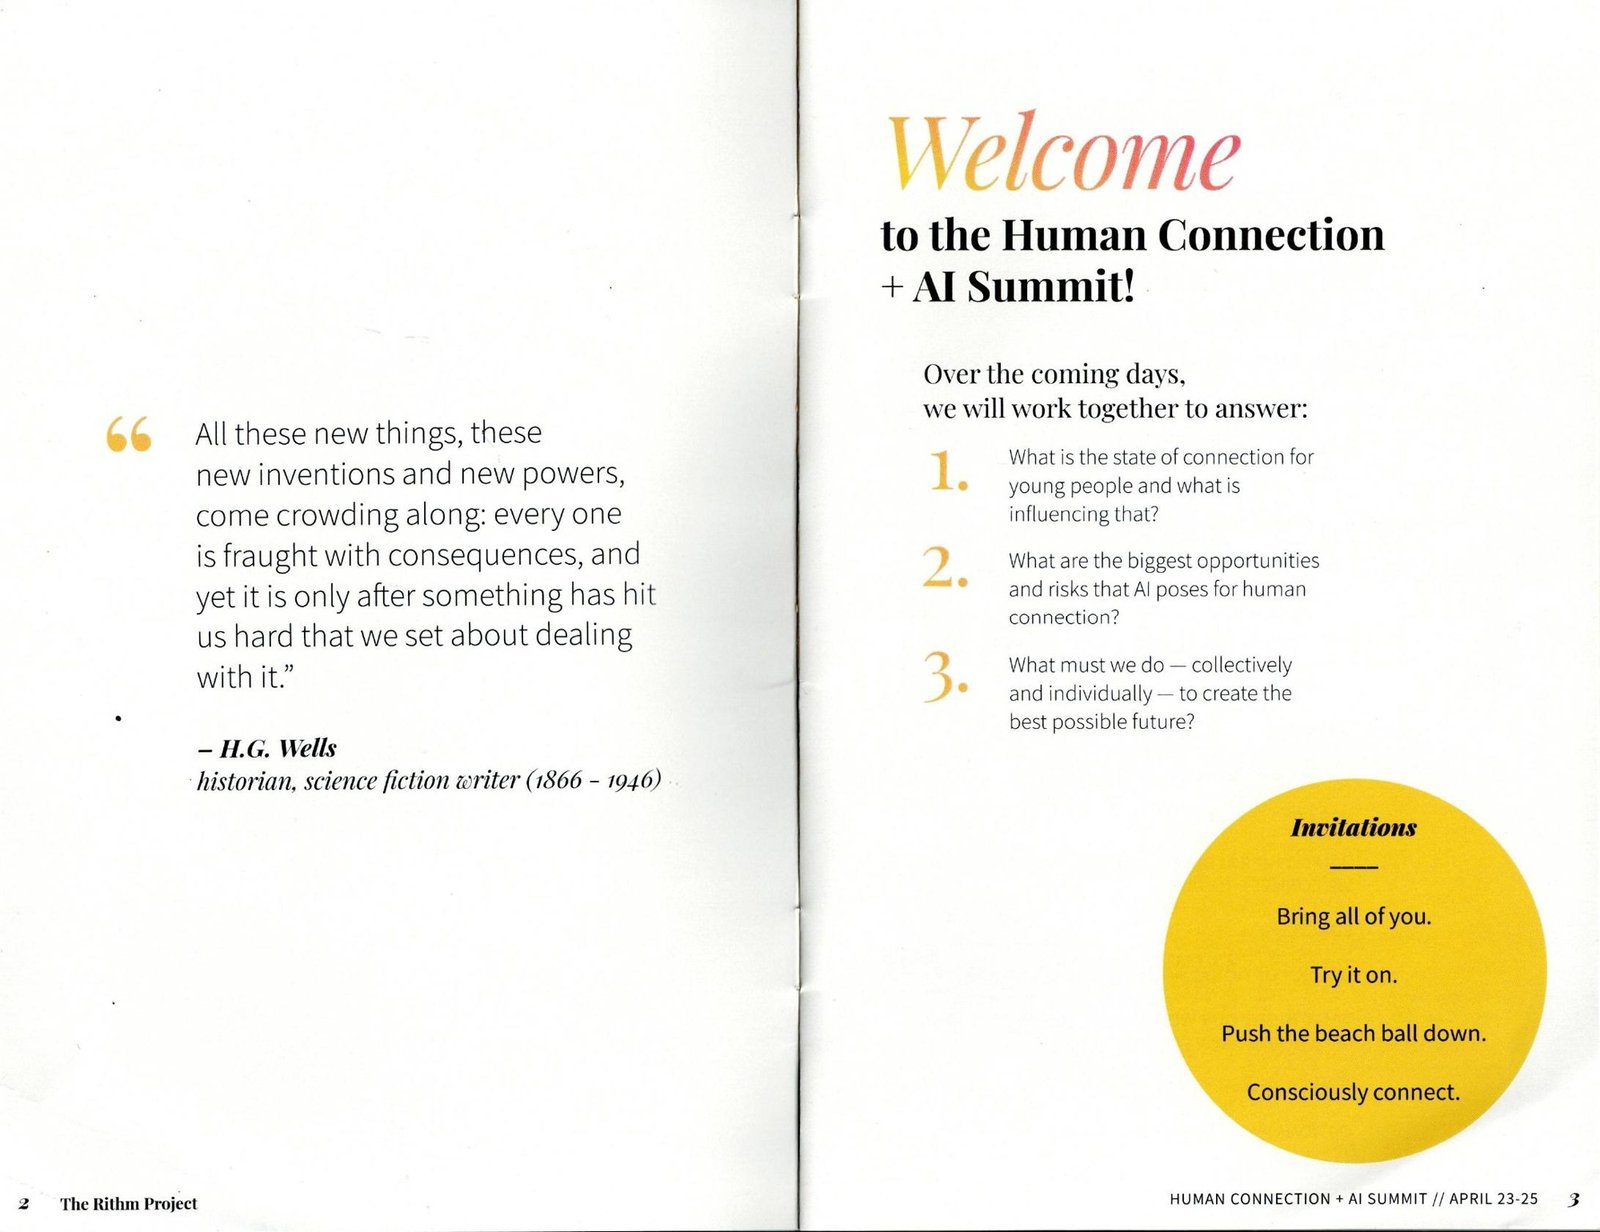 “
All these new things, these
new inventions and new powers,
come crowding along: every one
is fraught with consequences, and
yet it is only after something has hit
us hard that we set about dealing
with it.”
– H.G. Wells
historian, science fiction writer (1866 – 1946)
2 The Rithm Project
Welcome
to the Human Connection
+ AI Summit!
Over the coming days,
we will work together to answer:
1. What is the state of connection for
young people and what is
influencing that?
2. What are the biggest opportunities
and risks that AI poses for human
connection?
3. What must we do — collectively
and individually — to create the
best possible future?
Invitations
Bring all of you.
Try it on.
Push the beach ball down.
Consciously connect.
HUMAN CONNECTION + AI SUMMIT // APRIL 23-25 3